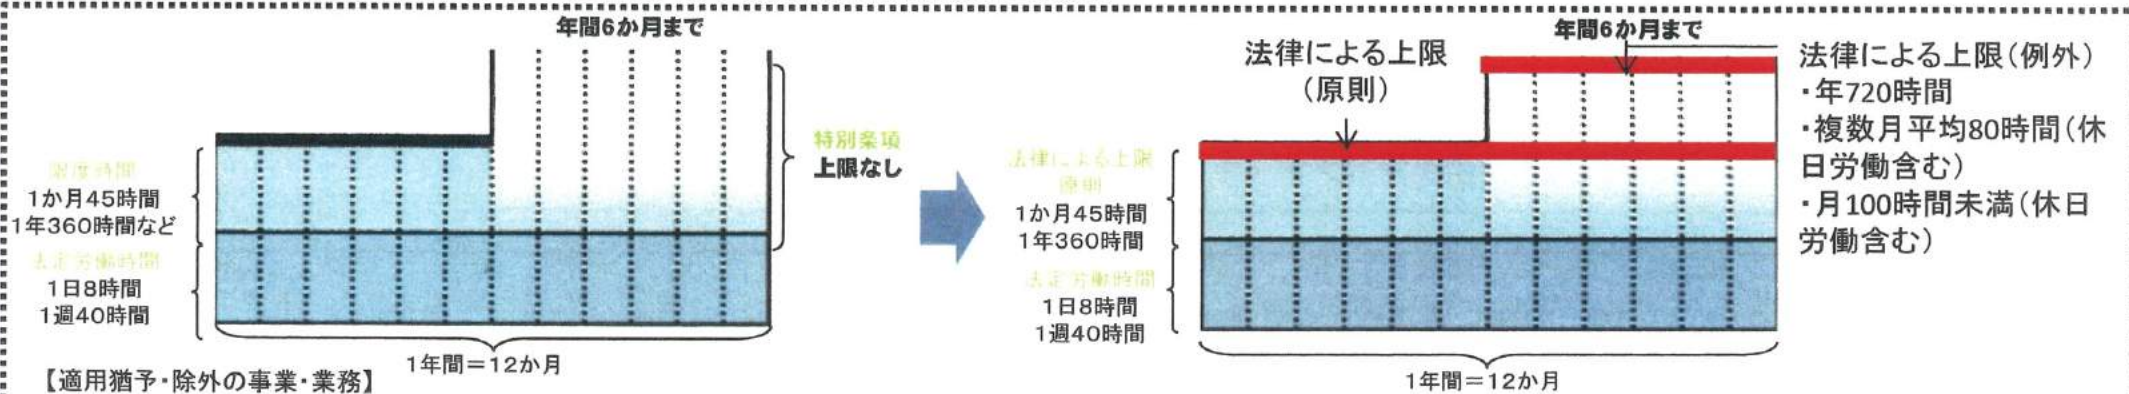 年間6か月まで
限度時間
1か月45時間
1年360時間など
法定労働時間
1日8時間
1週40時間
特別条項
上限なし
1年間=12か月
【適用猶予・除外の事業・業務】
年間6か月まで
法律による上限
(原則)
法律による上限
原則
1か月45時間
1年360時間
法定労働時間
1日8時間
1週40時間
1年間=12か月
法律による上限(例外)
・年720時間
・複数月平均80時間(休
日労働含む)
・月100時間未満(休日
労働含む)